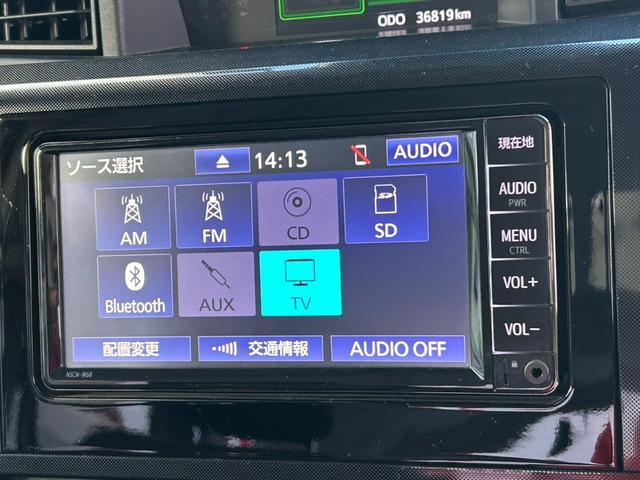 ODO 36819km
ソース選択 14:13 AUDIO
AM FM CD SD
Bluetooth AUX TV
配置変更 交通情報 AUDIO OFF
NSCN-W68
現在地
AUDIO
PWR
MENU
CTRL
VOL+
VOL-